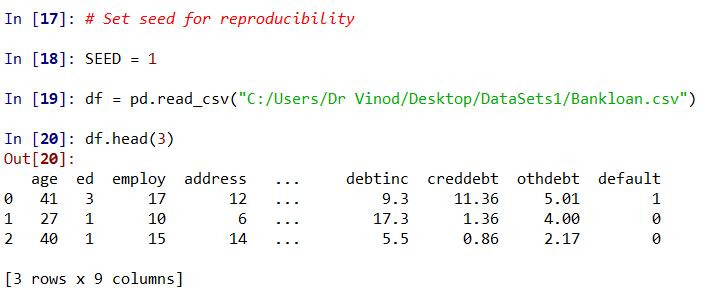 In [17]: # Set seed for reproducibility
In [18]: SEED = 1
In [19]: df = pd.read_csv("C:/Users/Dr Vinod/Desktop/DataSets1/Bankloan.csv")
In [20]: df.head(3)
Out[20]:
age ed employ address ... debtinc creddebt othdebt default
0 41 3 17 12 ... 9.3 11.36 5.01 1
1 27 1 10 6 ... 17.3 1.36 4.00 0
2 40 1 15 14 ... 5.5 0.86 2.17 0
[3 rows x 9 columns]